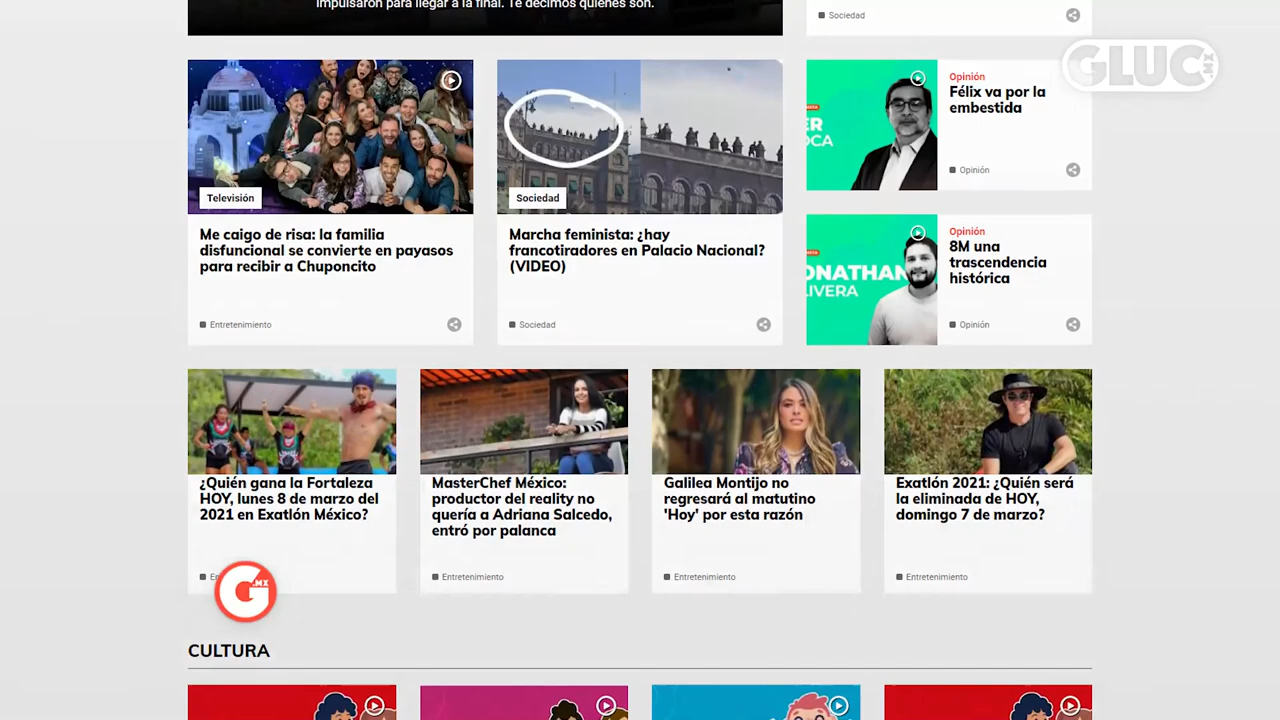 impulsaron para llegar a la final. Te decimos quiénes son.
Sociedad
GLUC.MX
Televisión
Me caigo de risa: la familia
disfuncional se convierte en payasos
para recibir a Chuponcito
Entretenimiento
Sociedad
Marcha feminista: ¿hay
francotiradores en Palacio Nacional?
(VIDEO)
Sociedad
Opinión
Félix va por la
embestida
Opinión
ONATHAN
IVERA
Opinión
8M una
trascendencia
histórica
Opinión
¿Quién gana la Fortaleza
HOY, lunes 8 de marzo del
2021 en Exatlón México?
MasterChef México:
productor del reality no
quería a Adriana Salcedo,
entró por palanca
Entretenimiento
Galilea Montijo no
regresará al matutino
'Hoy' por esta razón
Entretenimiento
Exatlón 2021: ¿Quién será
la eliminada de HOY,
domingo 7 de marzo?
Entretenimiento
G.MX
CULTURA